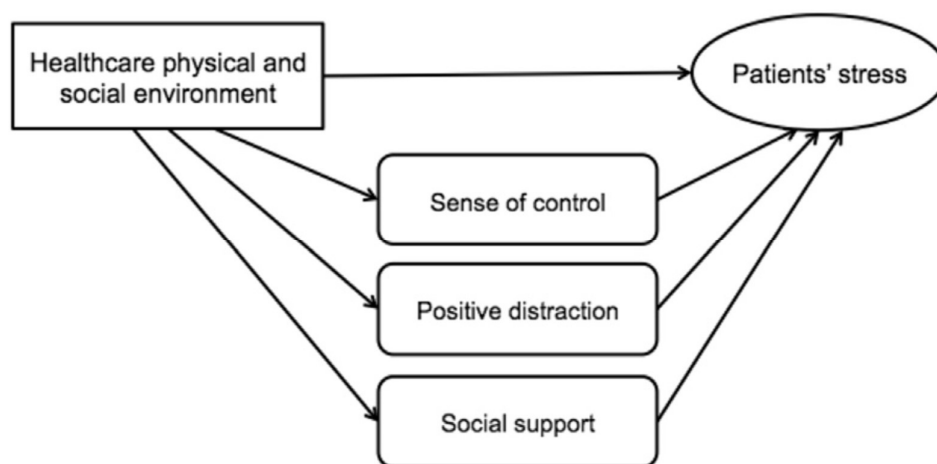 Healthcare physical and
social environment
Patients’ stress
Sense of control
Positive distraction
Social support